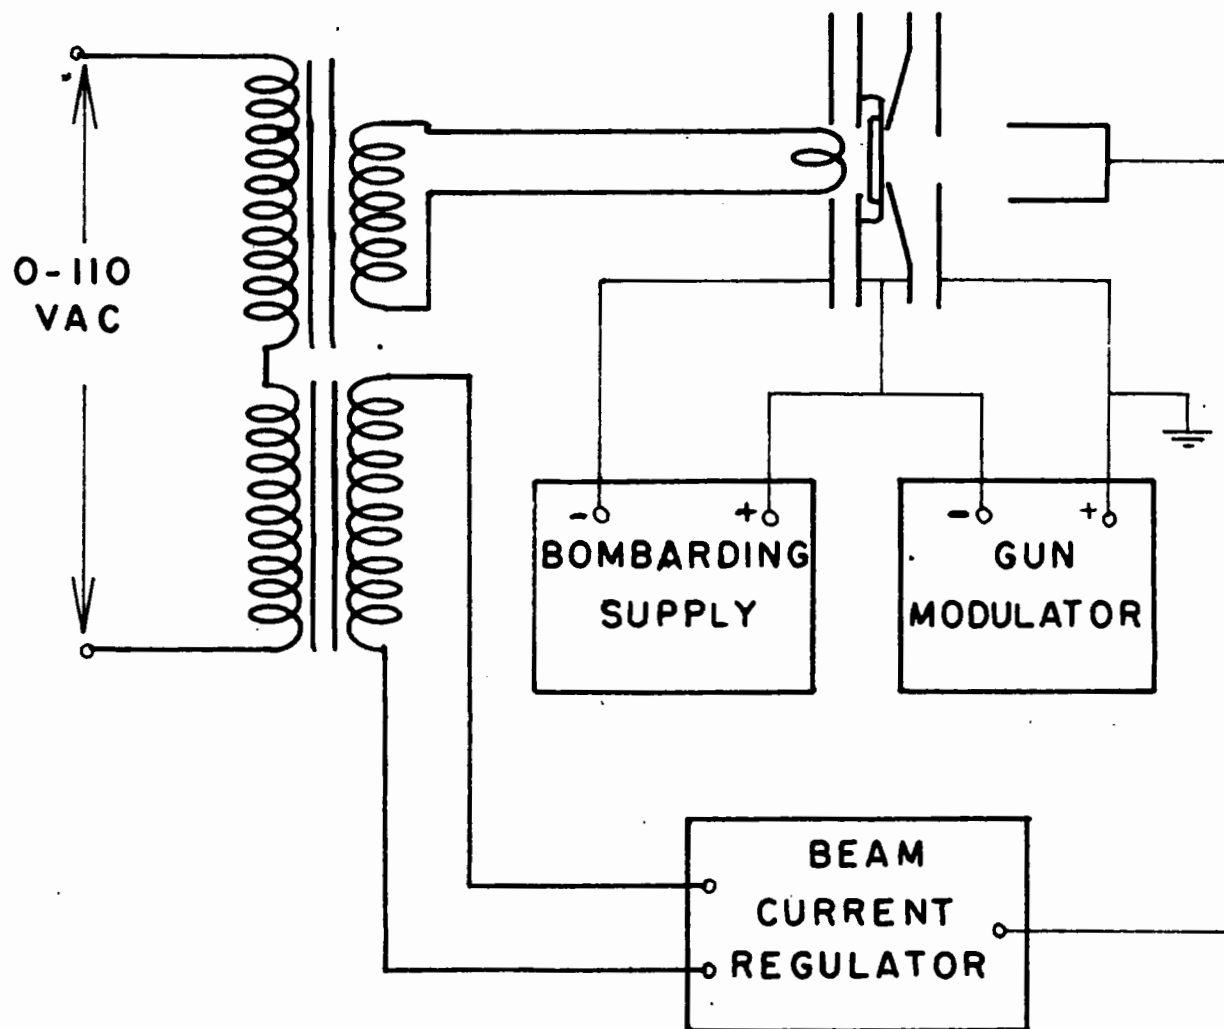 0-110
VAC
- +
BOMBARDING
SUPPLY
- +
GUN
MODULATOR
BEAM
CURRENT
REGULATOR